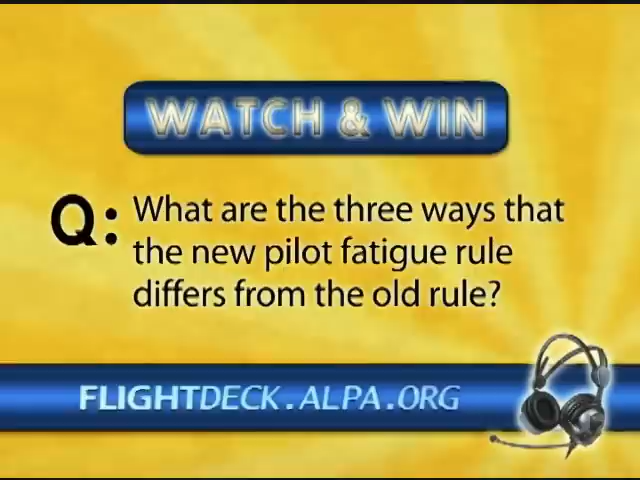 WATCH & WIN
Q: What are the three ways that
the new pilot fatigue rule
differs from the old rule?
FLIGHTDECK.ALPA.ORG